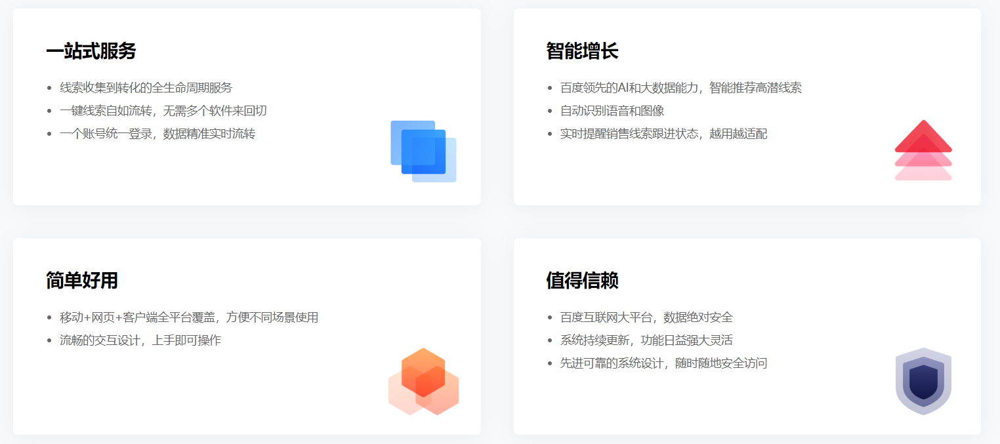 一站式服务
线索收集到转化的全生命周期服务
一键线索自如流转，无需多个软件来回切
一个账号统一登录，数据精准实时流转
智能增长
百度领先的AI和大数据能力，智能推荐高潜线索
自动识别语音和图像
实时提醒销售线索跟进状态，越用越适配
简单好用
移动+网页+客户端全平台覆盖，方便不同场景使用
流畅的交互设计，上手即可操作
值得信赖
百度互联网大平台，数据绝对安全
系统持续更新，功能日益强大灵活
先进可靠的系统设计，随时随地安全访问